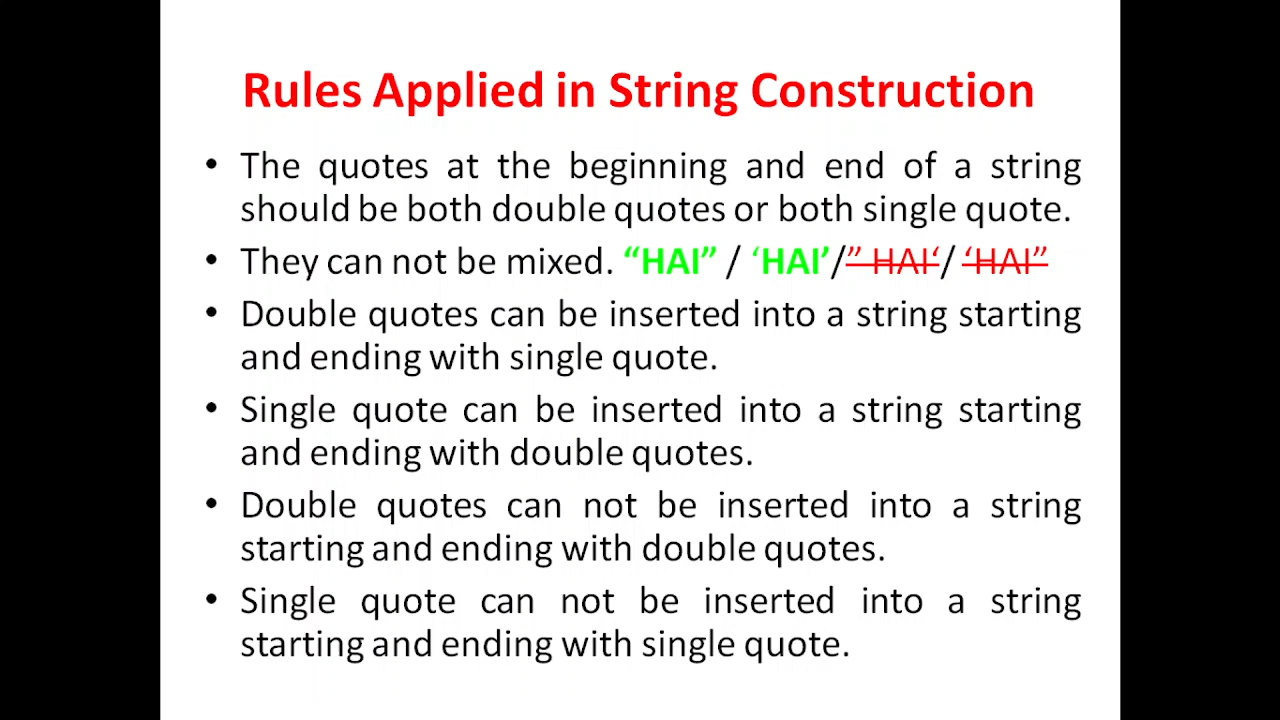 Rules Applied in String Construction
• The quotes at the beginning and end of a string
should be both double quotes or both single quote.
• They can not be mixed. “HAI” / ‘HAI’/” HAI‘/ ‘HAI”
• Double quotes can be inserted into a string starting
and ending with single quote.
• Single quote can be inserted into a string starting
and ending with double quotes.
• Double quotes can not be inserted into a string
starting and ending with double quotes.
• Single quote can not be inserted into a string
starting and ending with single quote.